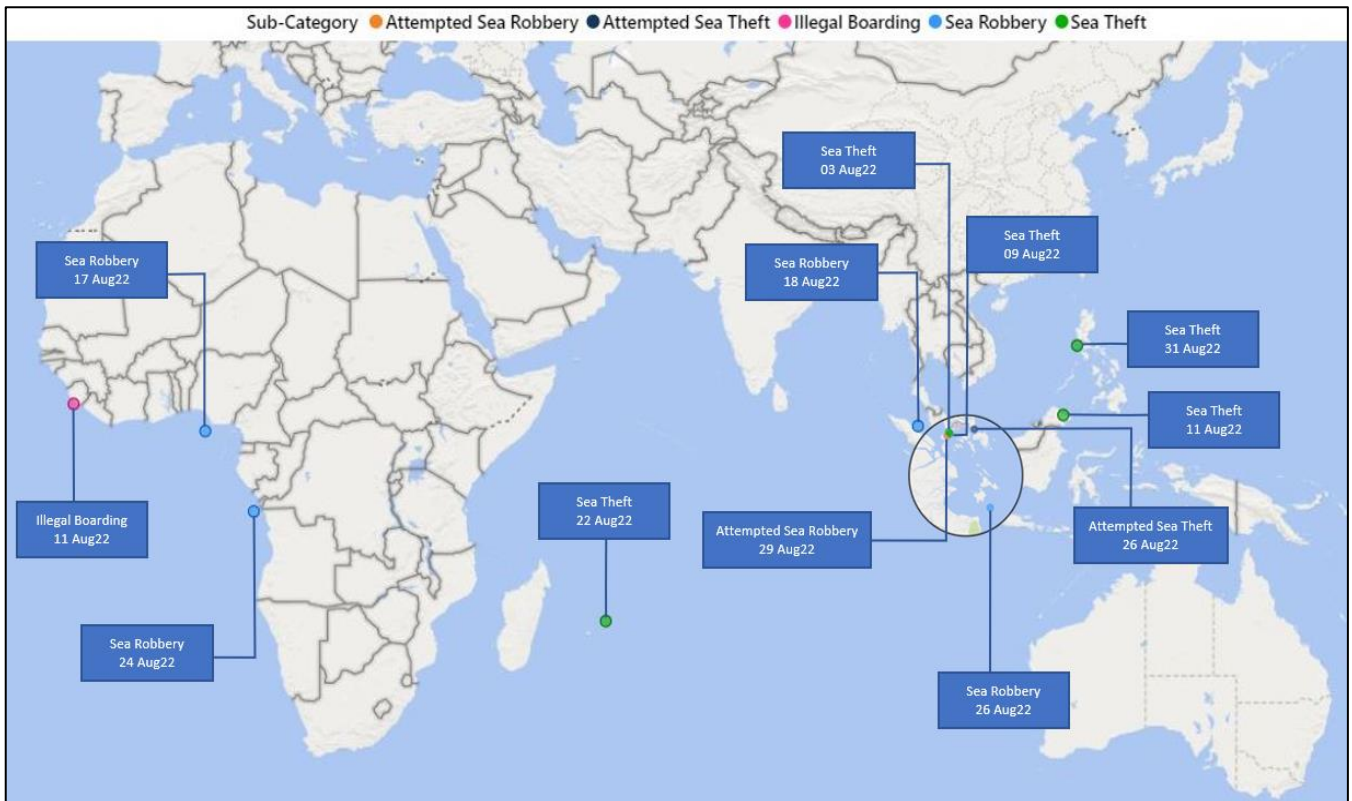 Sub-Category Attempted Sea Robbery Attempted Sea Theft Illegal Boarding Sea Robbery Sea Theft
Sea Theft
03 Aug22
Sea Theft
09 Aug22
Sea Robbery
17 Aug22
Sea Robbery
18 Aug22
Sea Theft
31 Aug22
Sea Theft
11 Aug22
Illegal Boarding
11 Aug22
Sea Theft
22 Aug22
Attempted Sea Robbery
29 Aug22
Attempted Sea Theft
26 Aug22
Sea Robbery
24 Aug22
Sea Robbery
26 Aug22